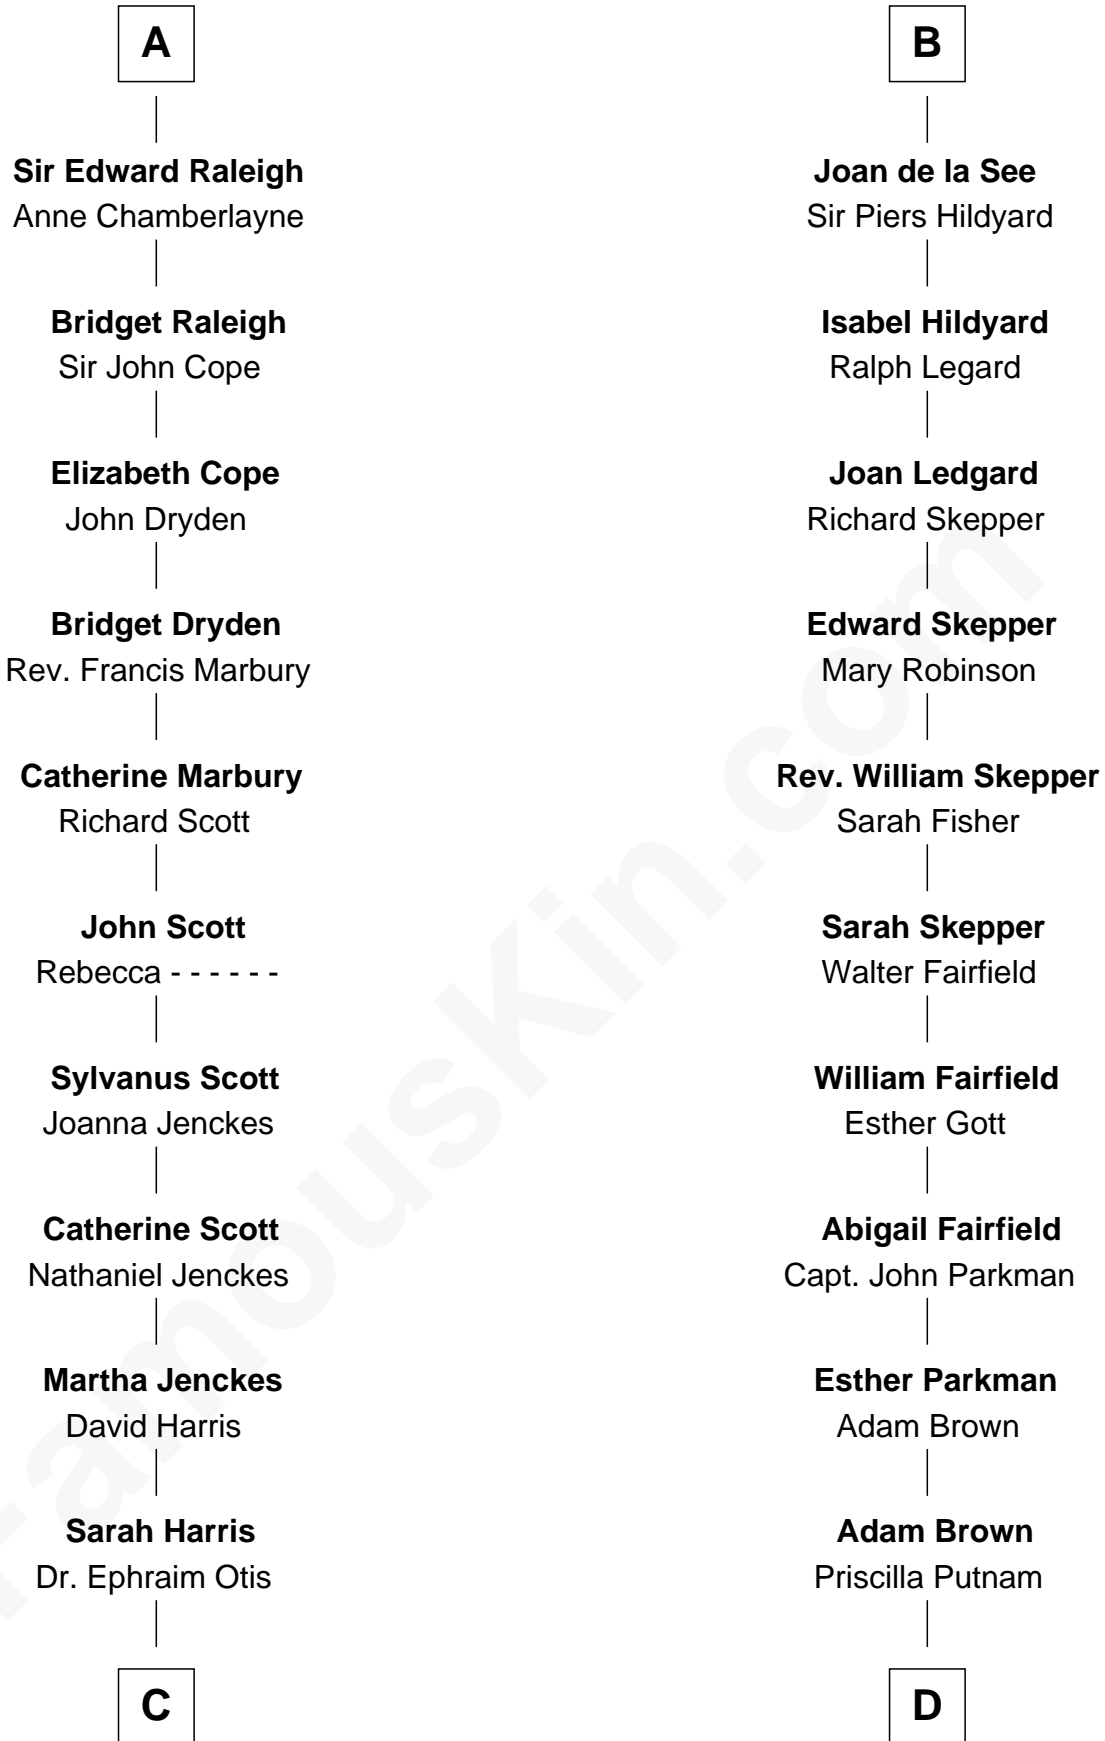 A
Sir Edward Raleigh
Anne Chamberlayne
Bridget Raleigh
Sir John Cope
Elizabeth Cope
John Dryden
Bridget Dryden
Rev. Francis Marbury
Catherine Marbury
Richard Scott
John Scott
Rebecca - - - - - -
Sylvanus Scott
Joanna Jenckes
Catherine Scott
Nathaniel Jenckes
Martha Jenckes
David Harris
Sarah Harris
Dr. Ephraim Otis
C
B
Joan de la See
Sir Piers Hildyard
Isabel Hildyard
Ralph Legard
Joan Ledgard
Richard Skepper
Edward Skepper
Mary Robinson
Rev. William Skepper
Sarah Fisher
Sarah Skepper
Walter Fairfield
William Fairfield
Esther Gott
Abigail Fairfield
Capt. John Parkman
Esther Parkman
Adam Brown
Adam Brown
Priscilla Putnam
D
FamousKin.com